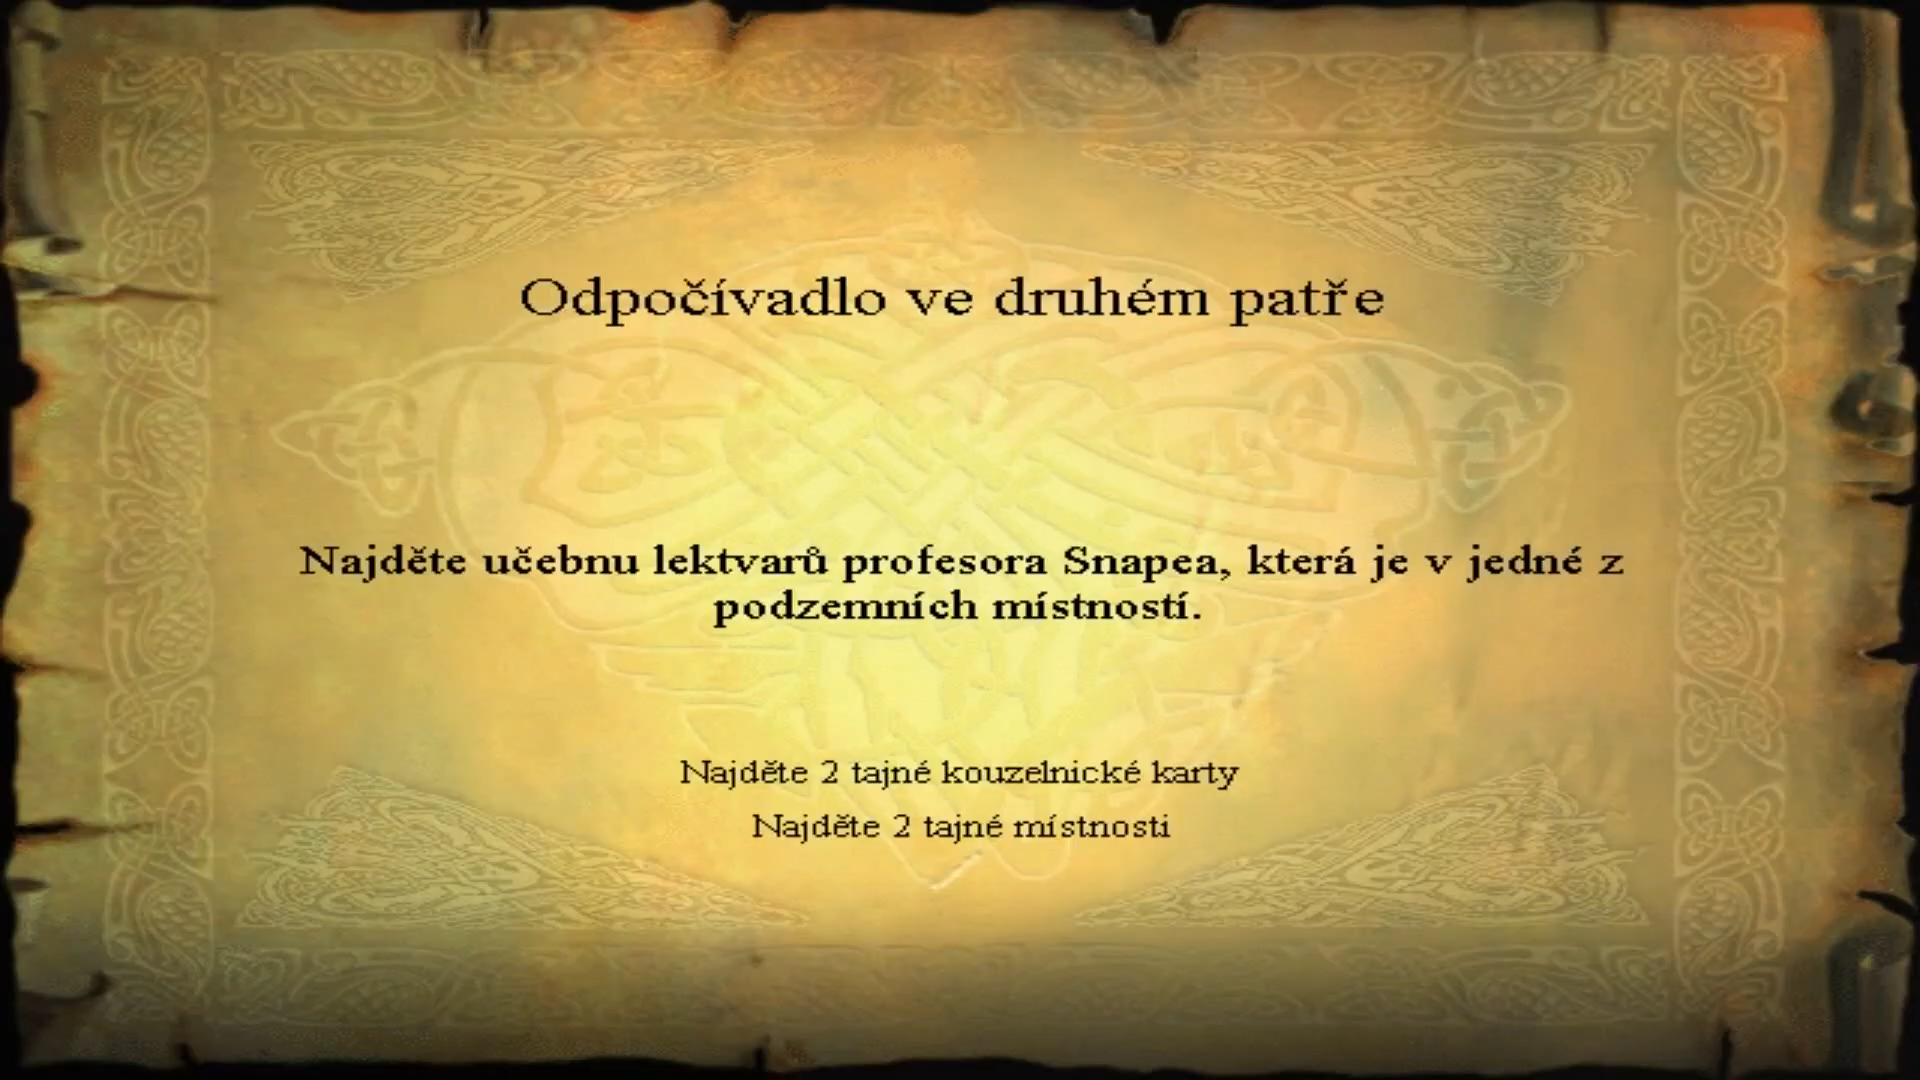 Odpočívadlo ve druhém patře
Najděte učebnu lektvarů profesora Snapea, která je v jedné z
podzemních místností.
Najděte 2 tajné kouzelnické karty
Najděte 2 tajné místnosti